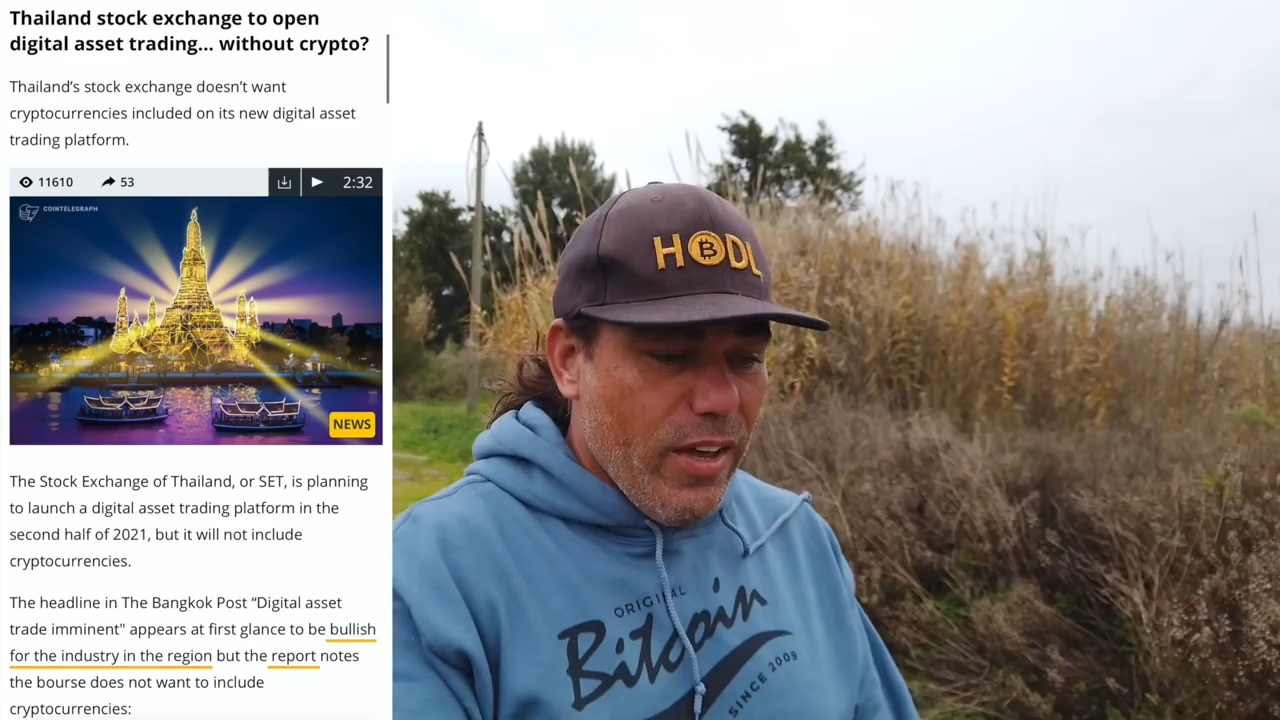 Thailand stock exchange to open
digital asset trading... without crypto?
Thailand’s stock exchange doesn’t want
cryptocurrencies included on its new digital asset
trading platform.
11610
53
2:32
COINTELEGRAPH
NEWS
The Stock Exchange of Thailand, or SET, is planning
to launch a digital asset trading platform in the
second half of 2021, but it will not include
cryptocurrencies.
The headline in The Bangkok Post “Digital asset
trade imminent" appears at first glance to be bullish
for the industry in the region but the report notes
the bourse does not want to include
cryptocurrencies:
HODL
ORIGINAL
Bitcoin
SINCE 2009